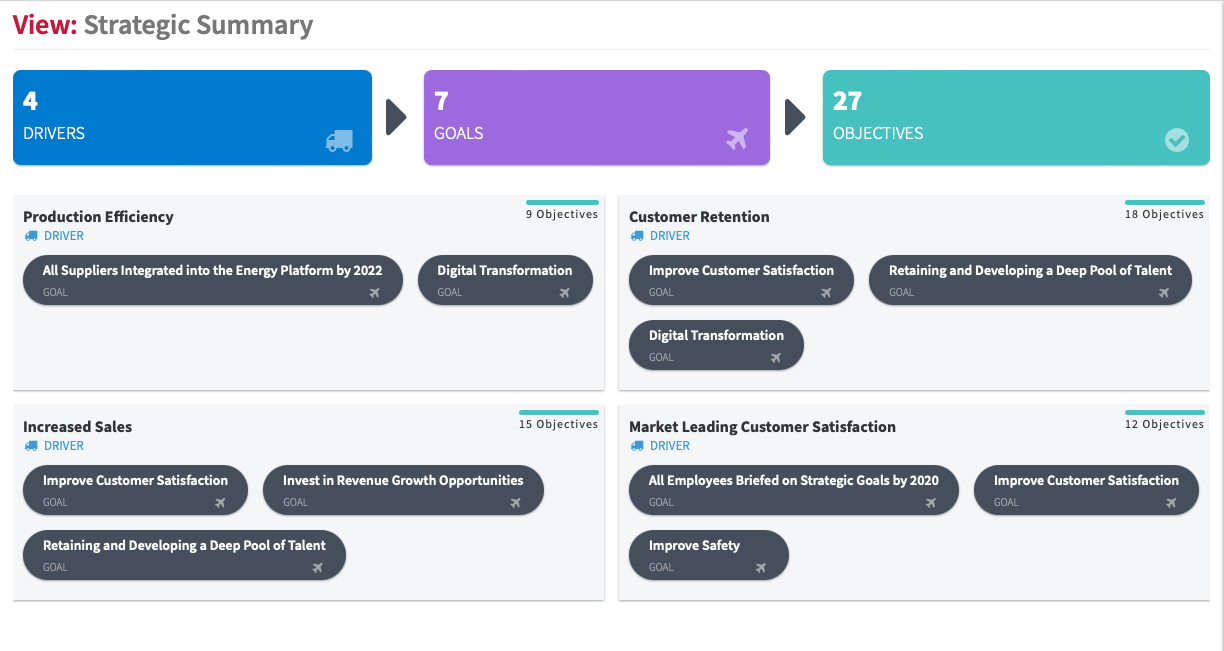 View: Strategic Summary
4
DRIVERS
7
GOALS
27
OBJECTIVES
Production Efficiency
9 Objectives
DRIVER
All Suppliers Integrated into the Energy Platform by 2022
GOAL
Digital Transformation
GOAL
Customer Retention
18 Objectives
DRIVER
Improve Customer Satisfaction
GOAL
Retaining and Developing a Deep Pool of Talent
GOAL
Digital Transformation
GOAL
Increased Sales
15 Objectives
DRIVER
Improve Customer Satisfaction
GOAL
Invest in Revenue Growth Opportunities
GOAL
Retaining and Developing a Deep Pool of Talent
GOAL
Market Leading Customer Satisfaction
12 Objectives
DRIVER
All Employees Briefed on Strategic Goals by 2020
GOAL
Improve Customer Satisfaction
GOAL
Improve Safety
GOAL